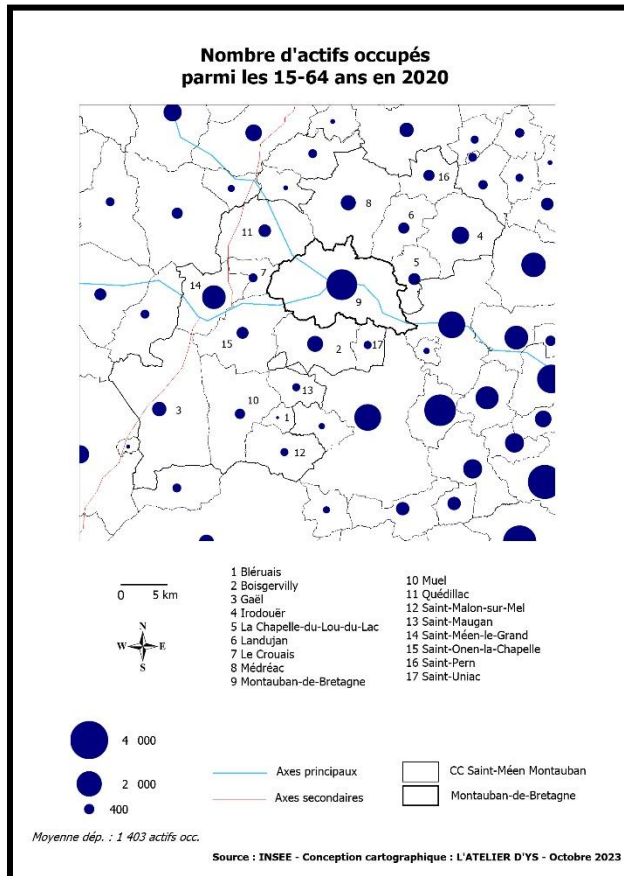 Nombre d'actifs occupés
parmi les 15-64 ans en 2020
16
8
6
4
11
5
7
14
9
15
2
17
13
3
10
1
12
0 5 km
N
W E
S
1 Bléruais
2 Boisgervilly
3 Gaël
4 Irodouër
5 La Chapelle-du-Lou-du-Lac
6 Landujan
7 Le Crouais
8 Médréac
9 Montauban-de-Bretagne
10 Muel
11 Quédillac
12 Saint-Malon-sur-Mel
13 Saint-Maugan
14 Saint-Méen-le-Grand
15 Saint-Onen-la-Chapelle
16 Saint-Pern
17 Saint-Uniac
4 000
2 000
400
Axes principaux
Axes secondaires
CC Saint-Méen Montauban
Montauban-de-Bretagne
Moyenne dép. : 1 403 actifs occ.
Source : INSEE - Conception cartographique : L'ATELIER D'YS - Octobre 2023